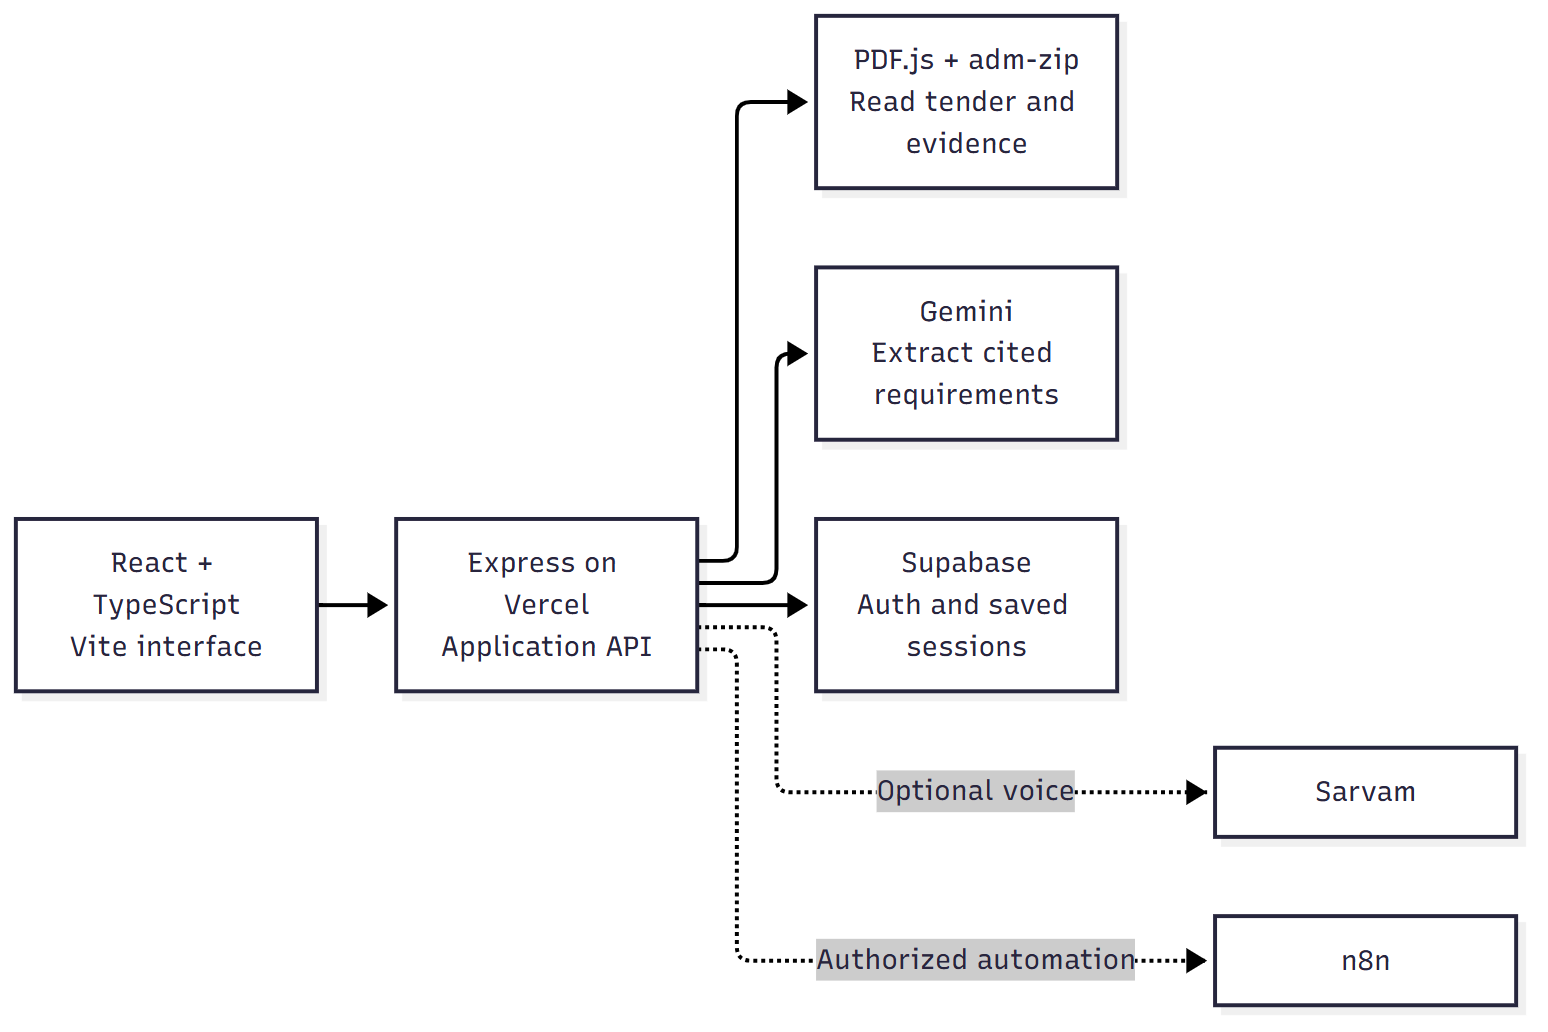 PDF.js + adm-zip
Read tender and
evidence
Gemini
Extract cited
requirements
React +
TypeScript
Vite interface
Express on
Vercel
Application API
Supabase
Auth and saved
sessions
Optional voice
Sarvam
Authorized automation
n8n